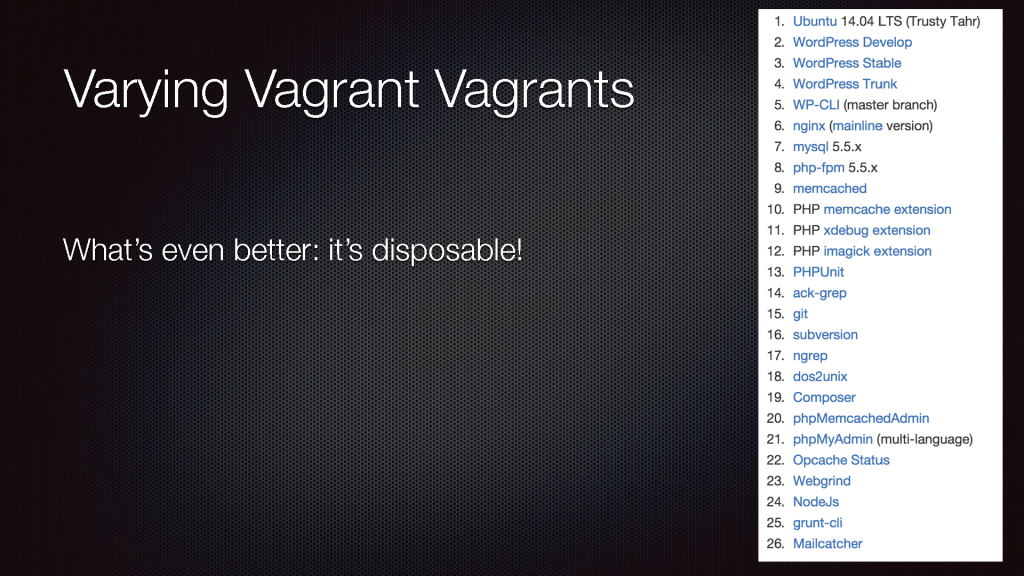 Varying Vagrant Vagrants
What's even better: it's disposable!
1. Ubuntu 14.04 LTS (Trusty Tahr)
2. WordPress Develop
3. WordPress Stable
4. WordPress Trunk
5. WP-CLI (master branch)
6. nginx (mainline version)
7. mysql 5.5.x
8. php-fpm 5.5.x
9. memcached
10. PHP memcache extension
11. PHP xdebug extension
12. PHP imagick extension
13. PHPUnit
14. ack-grep
15. git
16. subversion
17. ngrep
18. dos2unix
19. Composer
20. phpMemcachedAdmin
21. phpMyAdmin (multi-language)
22. Opcache Status
23. Webgrind
24. NodeJs
25. grunt-cli
26. Mailcatcher